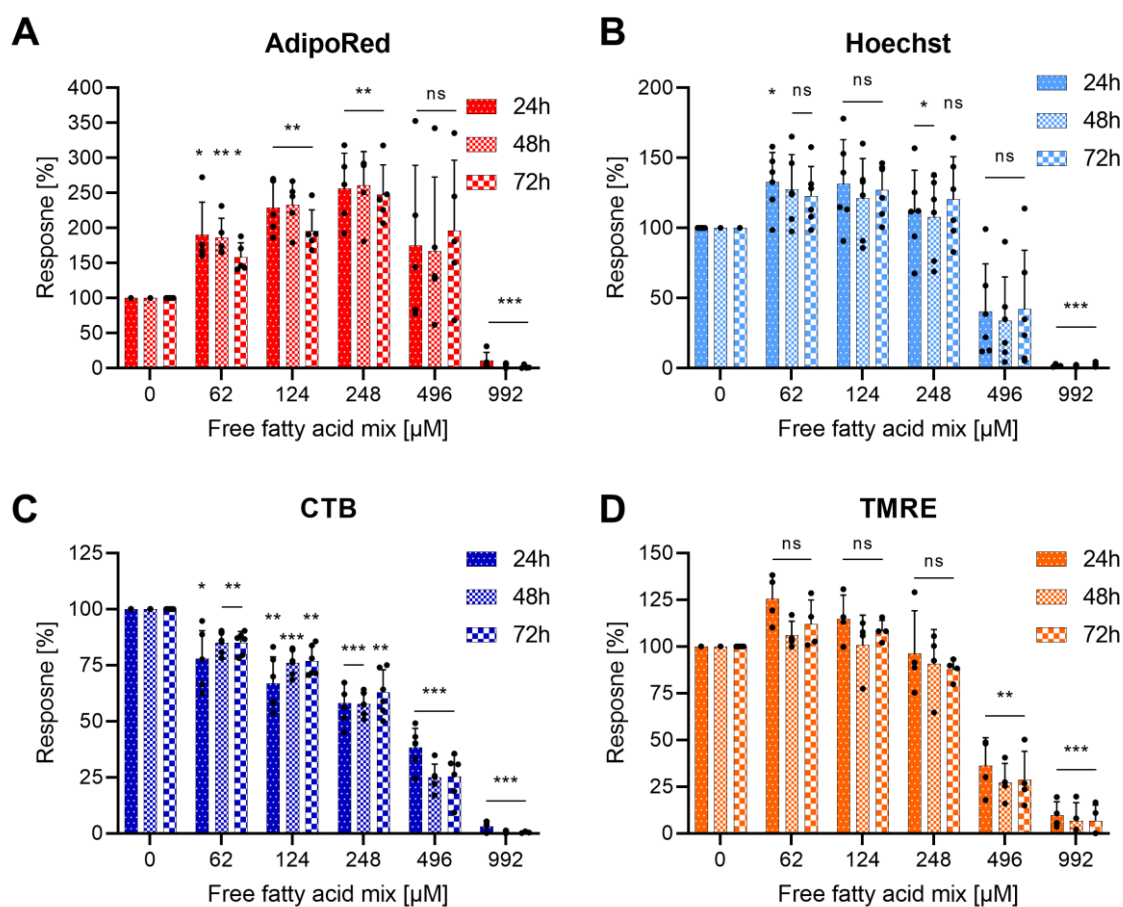 A
AdipoRed
Resposne [%]
400
350
300
250
200
150
100
50
0
* ** *
**
**
ns
***
24h
48h
72h
0 62 124 248 496 992
Free fatty acid mix [µM]
B
Hoechst
Resposne [%]
200
150
100
50
0
* ns
ns
* ns
ns
***
24h
48h
72h
0 62 124 248 496 992
Free fatty acid mix [µM]
C
CTB
Resposne [%]
125
100
75
50
25
0
* **
** *** **
*** **
***
***
24h
48h
72h
0 62 124 248 496 992
Free fatty acid mix [µM]
D
TMRE
Resposne [%]
150
125
100
75
50
25
0
ns
ns
ns
**
***
24h
48h
72h
0 62 124 248 496 992
Free fatty acid mix [µM]